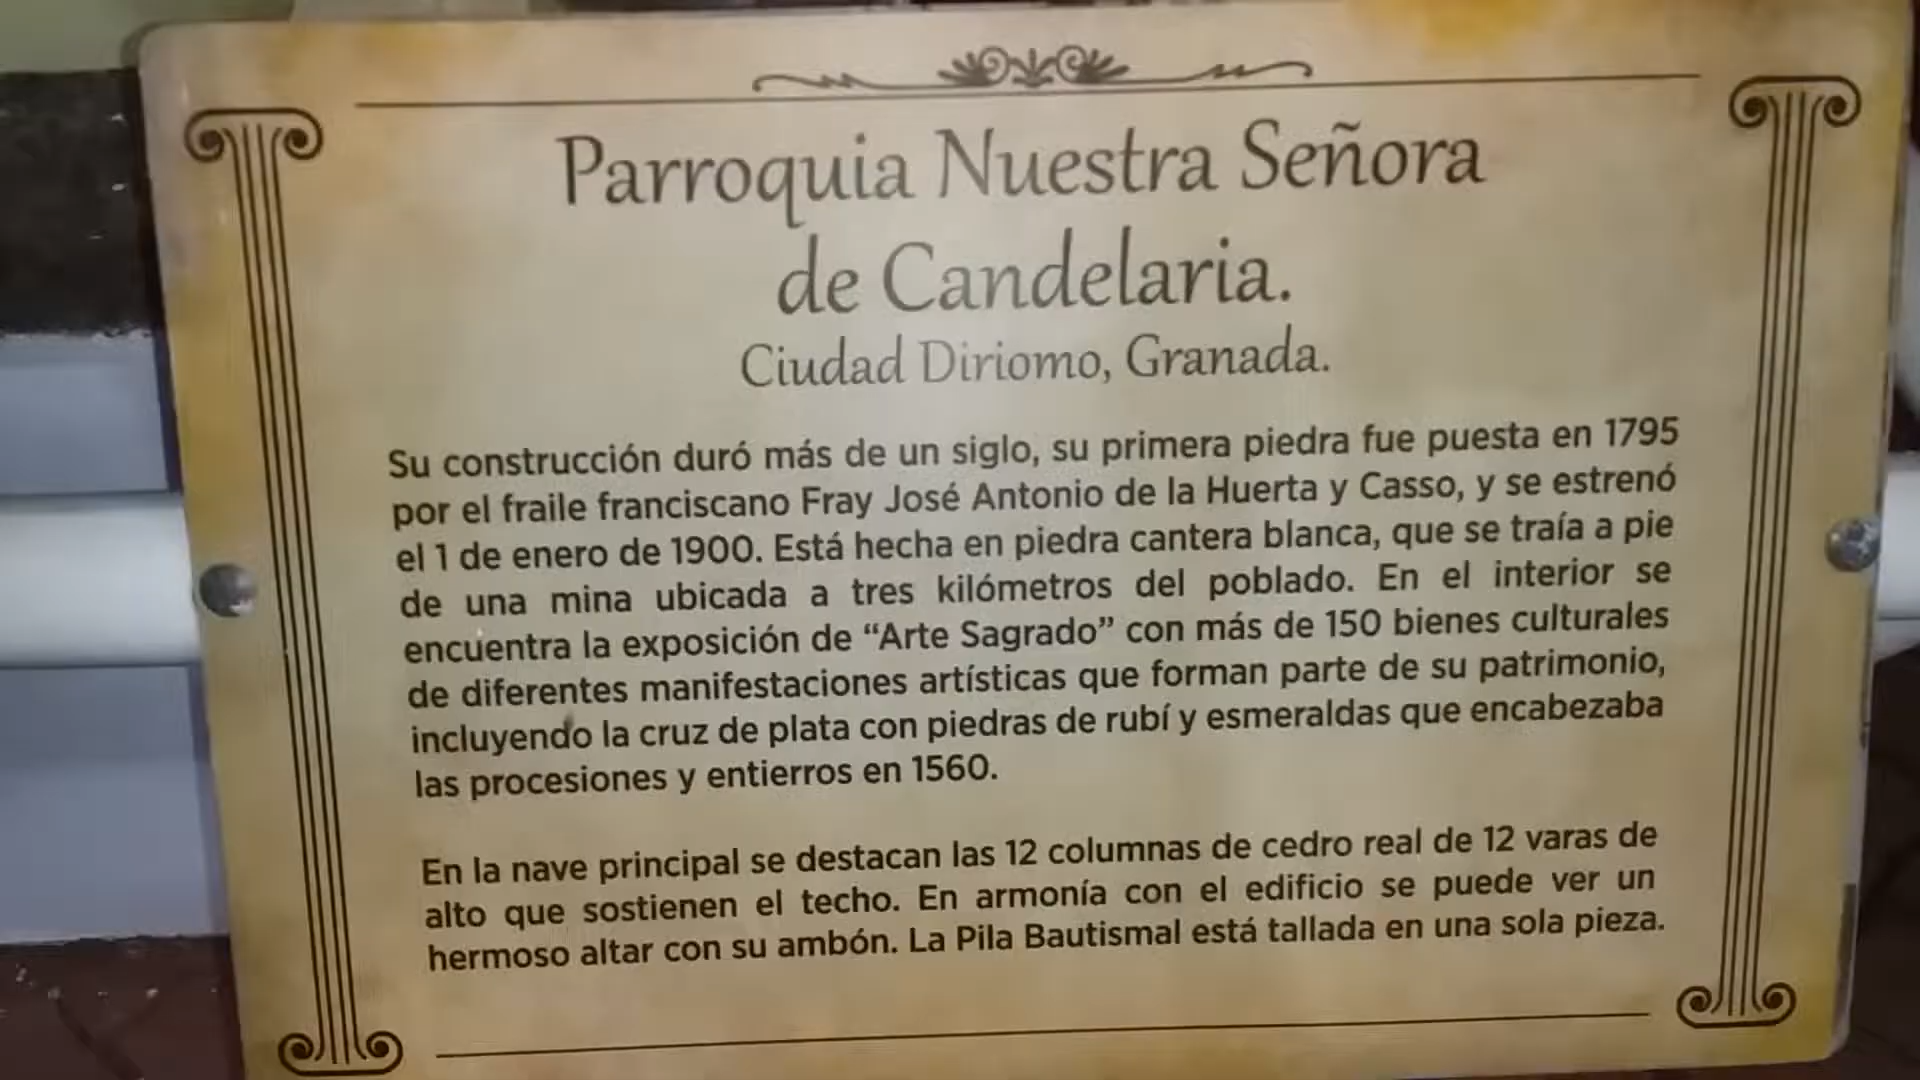 Parroquia Nuestra Señora
de Candelaria.
Ciudad Diriomo, Granada.
Su construcción duró más de un siglo, su primera piedra fue puesta en 1795
por el fraile franciscano Fray José Antonio de la Huerta y Casso, y se estrenó
el 1 de enero de 1900. Está hecha en piedra cantera blanca, que se traía a pie
de una mina ubicada a tres kilómetros del poblado. En el interior se
encuentra la exposición de “Arte Sagrado” con más de 150 bienes culturales
de diferentes manifestaciones artísticas que forman parte de su patrimonio,
incluyendo la cruz de plata con piedras de rubí y esmeraldas que encabezaba
las procesiones y entierros en 1560.
En la nave principal se destacan las 12 columnas de cedro real de 12 varas de
alto que sostienen el techo. En armonía con el edificio se puede ver un
hermoso altar con su ambón. La Pila Bautismal está tallada en una sola pieza.